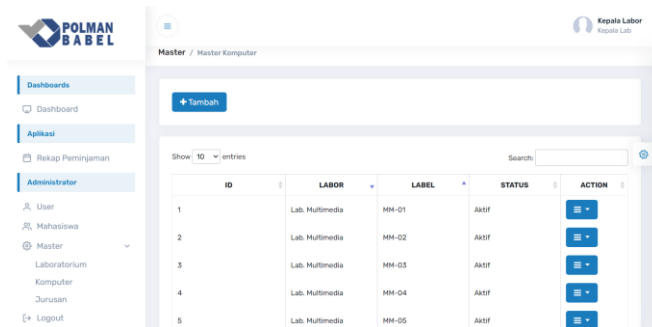 POLMAN
BABEL
Kepala Labor
Kepala Lab
Master / Master Komputer
Dashboards
Dashboard
Aplikasi
Rekap Peminjaman
Administrator
User
Mahasiswa
Master
Laboratorium
Komputer
Jurusan
Logout
+ Tambah
Show 10 entries
Search:
ID LABOR LABEL STATUS ACTION
1 Lab. Multimedia MM-01 Aktif
2 Lab. Multimedia MM-02 Aktif
3 Lab. Multimedia MM-03 Aktif
4 Lab. Multimedia MM-04 Aktif
5 Lab. Multimedia MM-05 Aktif